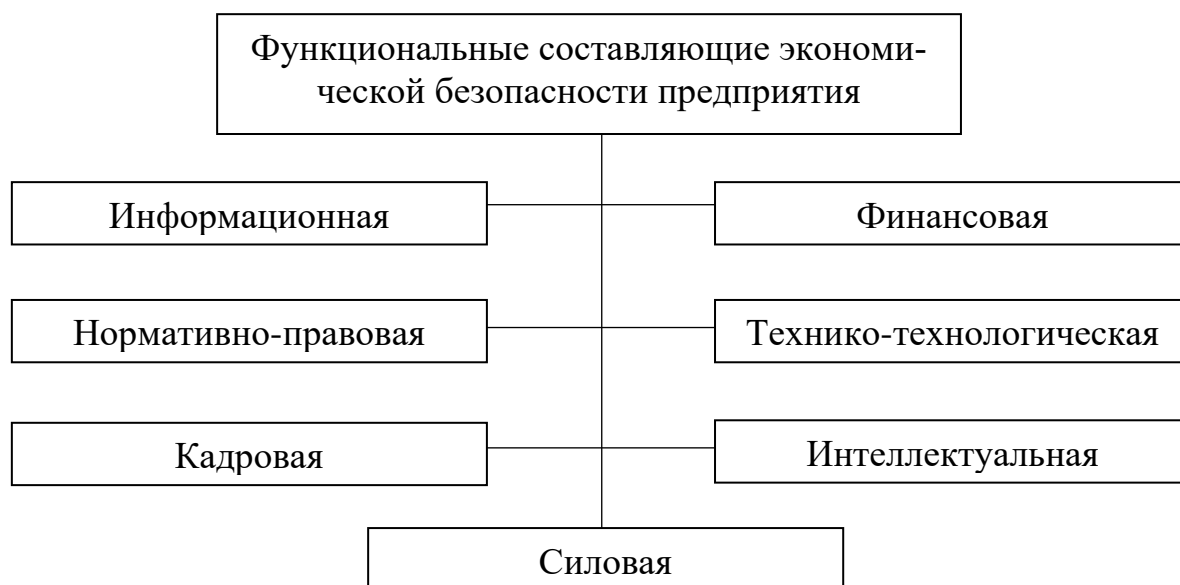 Функциональные составляющие экономи-
ческой безопасности предприятия
Информационная
Финансовая
Нормативно-правовая
Технико-технологическая
Кадровая
Интеллектуальная
Силовая